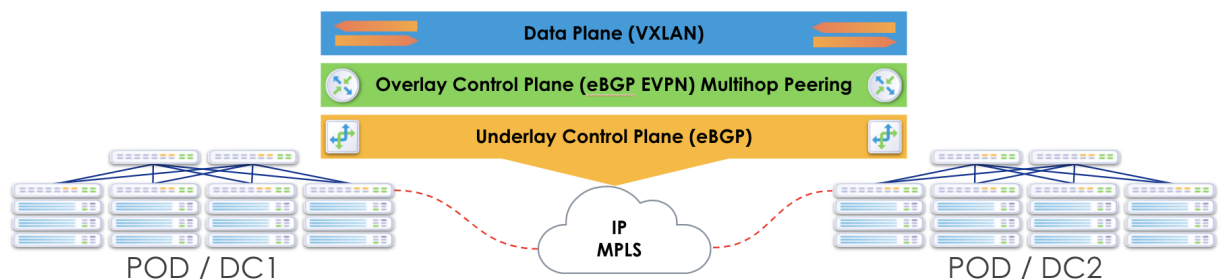 Data Plane (VXLAN)
Overlay Control Plane (eBGP EVPN) Multihop Peering
Underlay Control Plane (eBGP)
IP
MPLS
POD / DC1
POD / DC2